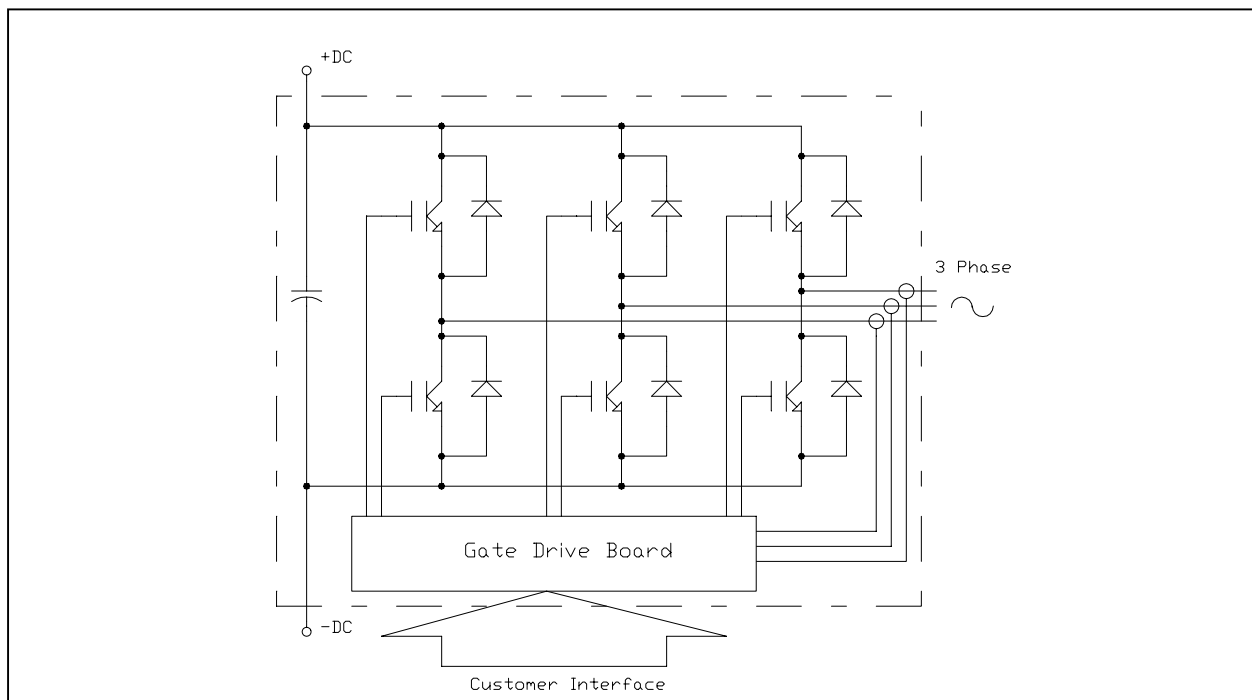 +DC
3 Phase
Gate Drive Board
-DC
Customer Interface